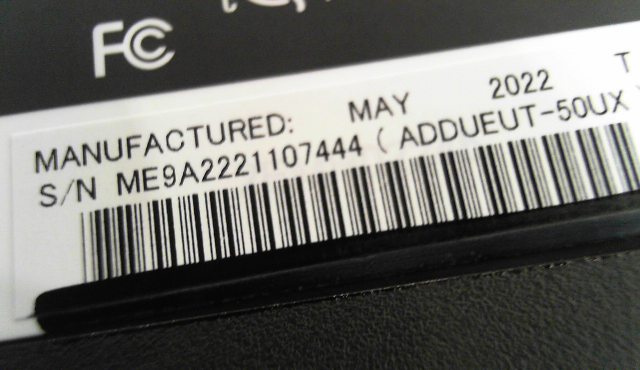 FC
MANUFACTURED: MAY 2022 T
S/N ME9A2221107444 ( ADDUEUT-50UX )